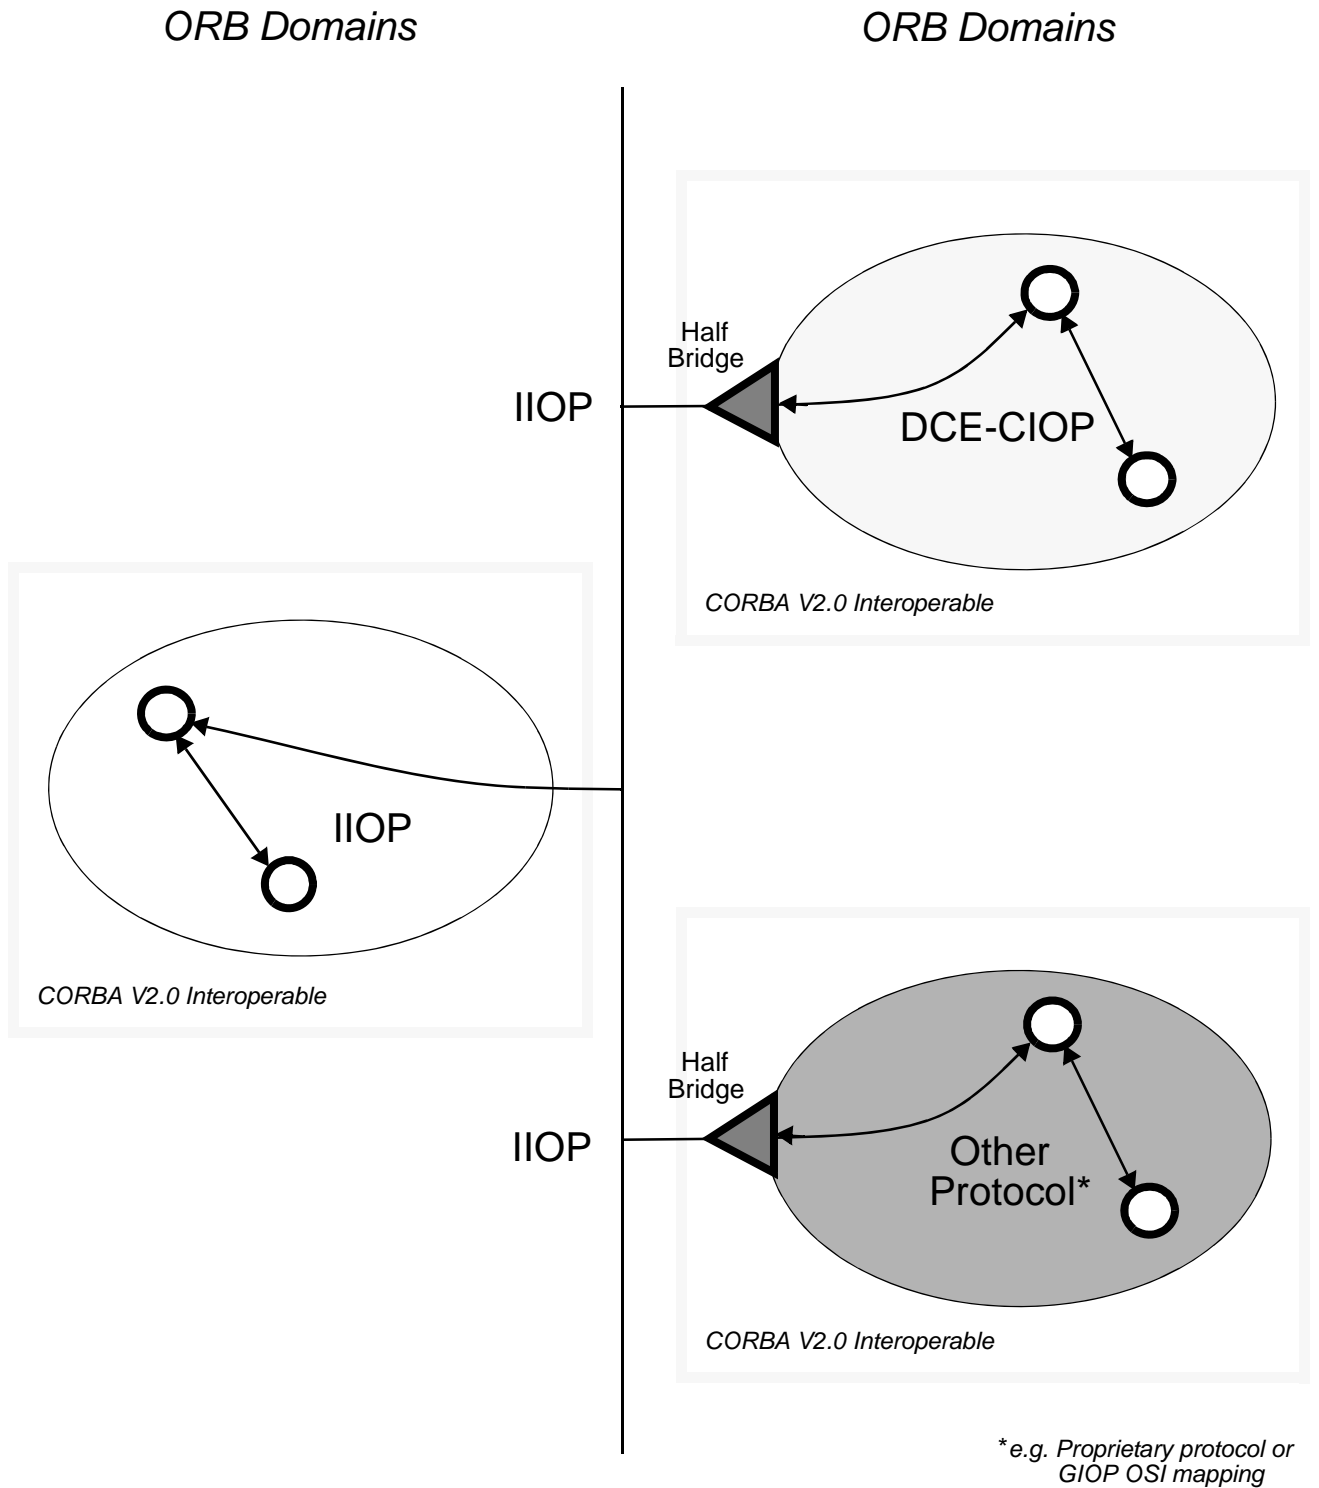 ORB Domains
ORB Domains
Half
Bridge
IIOP
DCE-CIOP
CORBA V2.0 Interoperable
IIOP
CORBA V2.0 Interoperable
Half
Bridge
IIOP
Other
Protocol*
CORBA V2.0 Interoperable
*e.g. Proprietary protocol or
GIOP OSI mapping